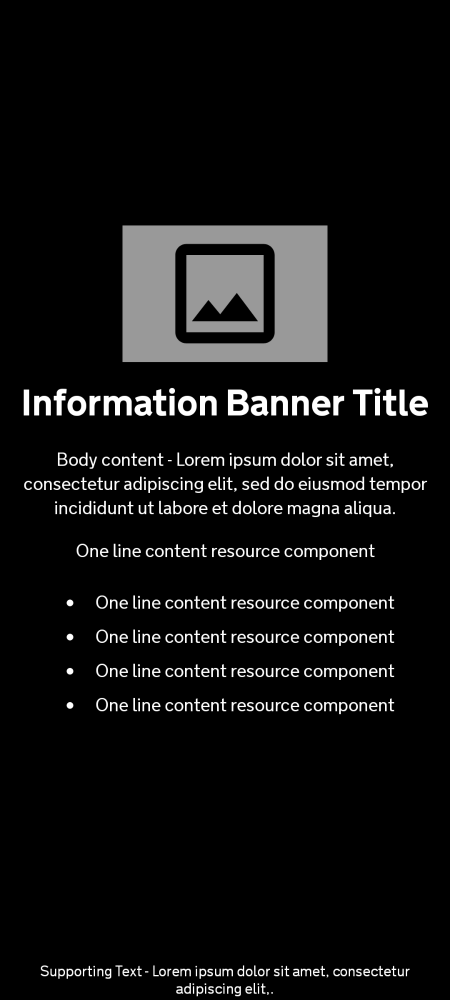 Information Banner Title
Body content - Lorem ipsum dolor sit amet,
consectetur adipiscing elit, sed do eiusmod tempor
incididunt ut labore et dolore magna aliqua.
One line content resource component
• One line content resource component
• One line content resource component
• One line content resource component
• One line content resource component
Supporting Text - Lorem ipsum dolor sit amet, consectetur
adipiscing elit,.